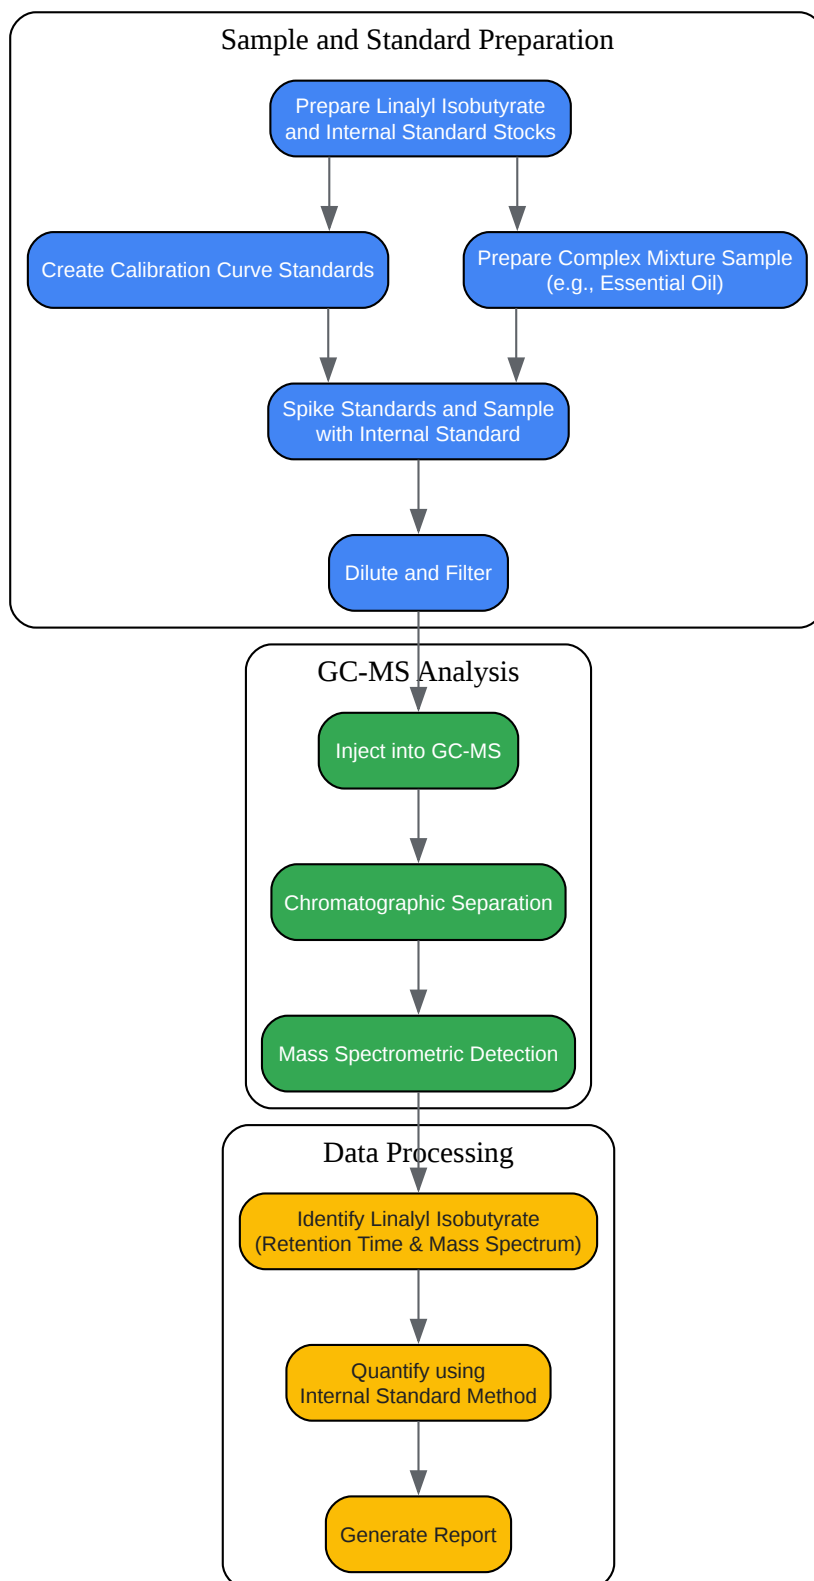 Sample and Standard Preparation
Prepare Linalyl Isobutyrate
and Internal Standard Stocks
Create Calibration Curve Standards
Prepare Complex Mixture Sample
(e.g., Essential Oil)
Spike Standards and Sample
with Internal Standard
Dilute and Filter
GC-MS Analysis
Inject into GC-MS
Chromatographic Separation
Mass Spectrometric Detection
Data Processing
Identify Linalyl Isobutyrate
(Retention Time & Mass Spectrum)
Quantify using
Internal Standard Method
Generate Report